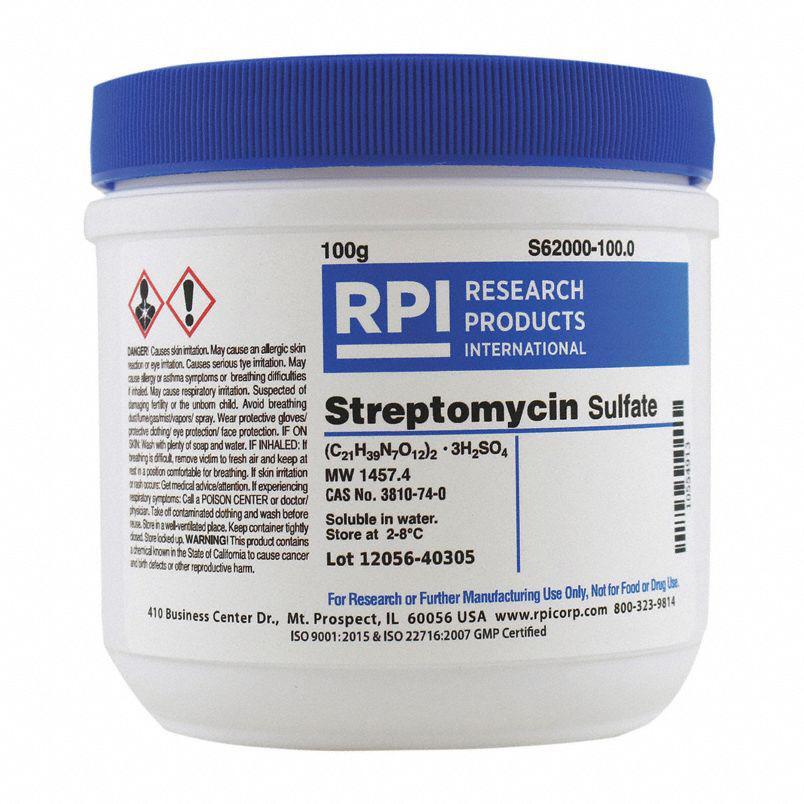 100g S62000-100.0
RPI RESEARCH
PRODUCTS
INTERNATIONAL
DANGER! Causes skin irritation. May cause an allergic skin
reaction or eye irritation. Causes serious tye irritation. May
cause allergy or asthma symptoms or breathing difficulties
if inhaled. May cause respiratory irritation. Suspected of
damaging fertility or the unborn child. Avoid breathing
dust/fume/gas/mist/vapors/ spray. Wear protective gloves/
protective clothing/ eye protection/ face protection. IF ON
SKIN: Wash with plenty of soap and water. IF INHALED: If
breathing is difficult, remove victim to fresh air and keep at
rest in a position comfortable for breathing. If skin irritation
or rash occurs: Get medical advice/attention. If experiencing
respiratory symptoms: Call a POISON CENTER or doctor/
physician. Take off contaminated clothing and wash before
reuse. Store in a well-ventilated place. Keep container tightly
closed. Store locked up. WARNING! This product contains
a chemical known in the State of California to cause cancer
and birth defects or other reproductive harm.
Streptomycin Sulfate
(C₂₁H₃₉N₇O₁₂)₂ · 3H₂SO₄
MW 1457.4
CAS No. 3810-74-0
Soluble in water.
Store at 2-8°C
Lot 12056-40305
10554913
For Research or Further Manufacturing Use Only, Not for Food or Drug Use.
410 Business Center Dr., Mt. Prospect, IL 60056 USA www.rpicorp.com 800-323-9814
ISO 9001:2015 & ISO 22716:2007 GMP Certified